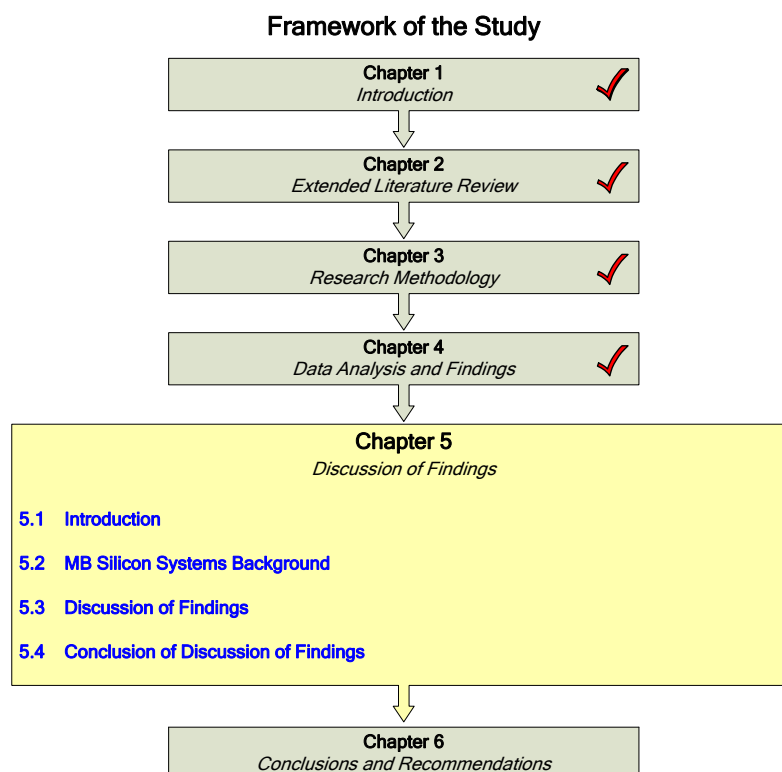 Framework of the Study
Chapter 1
Introduction
Chapter 2
Extended Literature Review
Chapter 3
Research Methodology
Chapter 4
Data Analysis and Findings
Chapter 5
Discussion of Findings
5.1 Introduction
5.2 MB Silicon Systems Background
5.3 Discussion of Findings
5.4 Conclusion of Discussion of Findings
Chapter 6
Conclusions and Recommendations